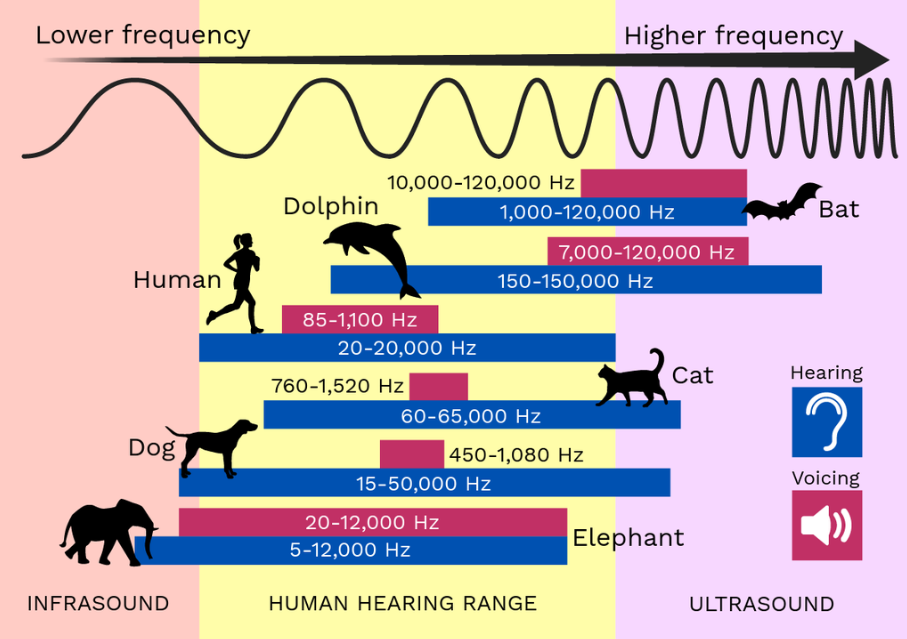 Lower frequency
Higher frequency
10,000-120,000 Hz
1,000-120,000 Hz
Bat
Dolphin
7,000-120,000 Hz
150-150,000 Hz
Human
85-1,100 Hz
20-20,000 Hz
Cat
760-1,520 Hz
60-65,000 Hz
Dog
450-1,080 Hz
15-50,000 Hz
20-12,000 Hz
5-12,000 Hz
Elephant
Hearing
Voicing
INFRASOUND
HUMAN HEARING RANGE
ULTRASOUND